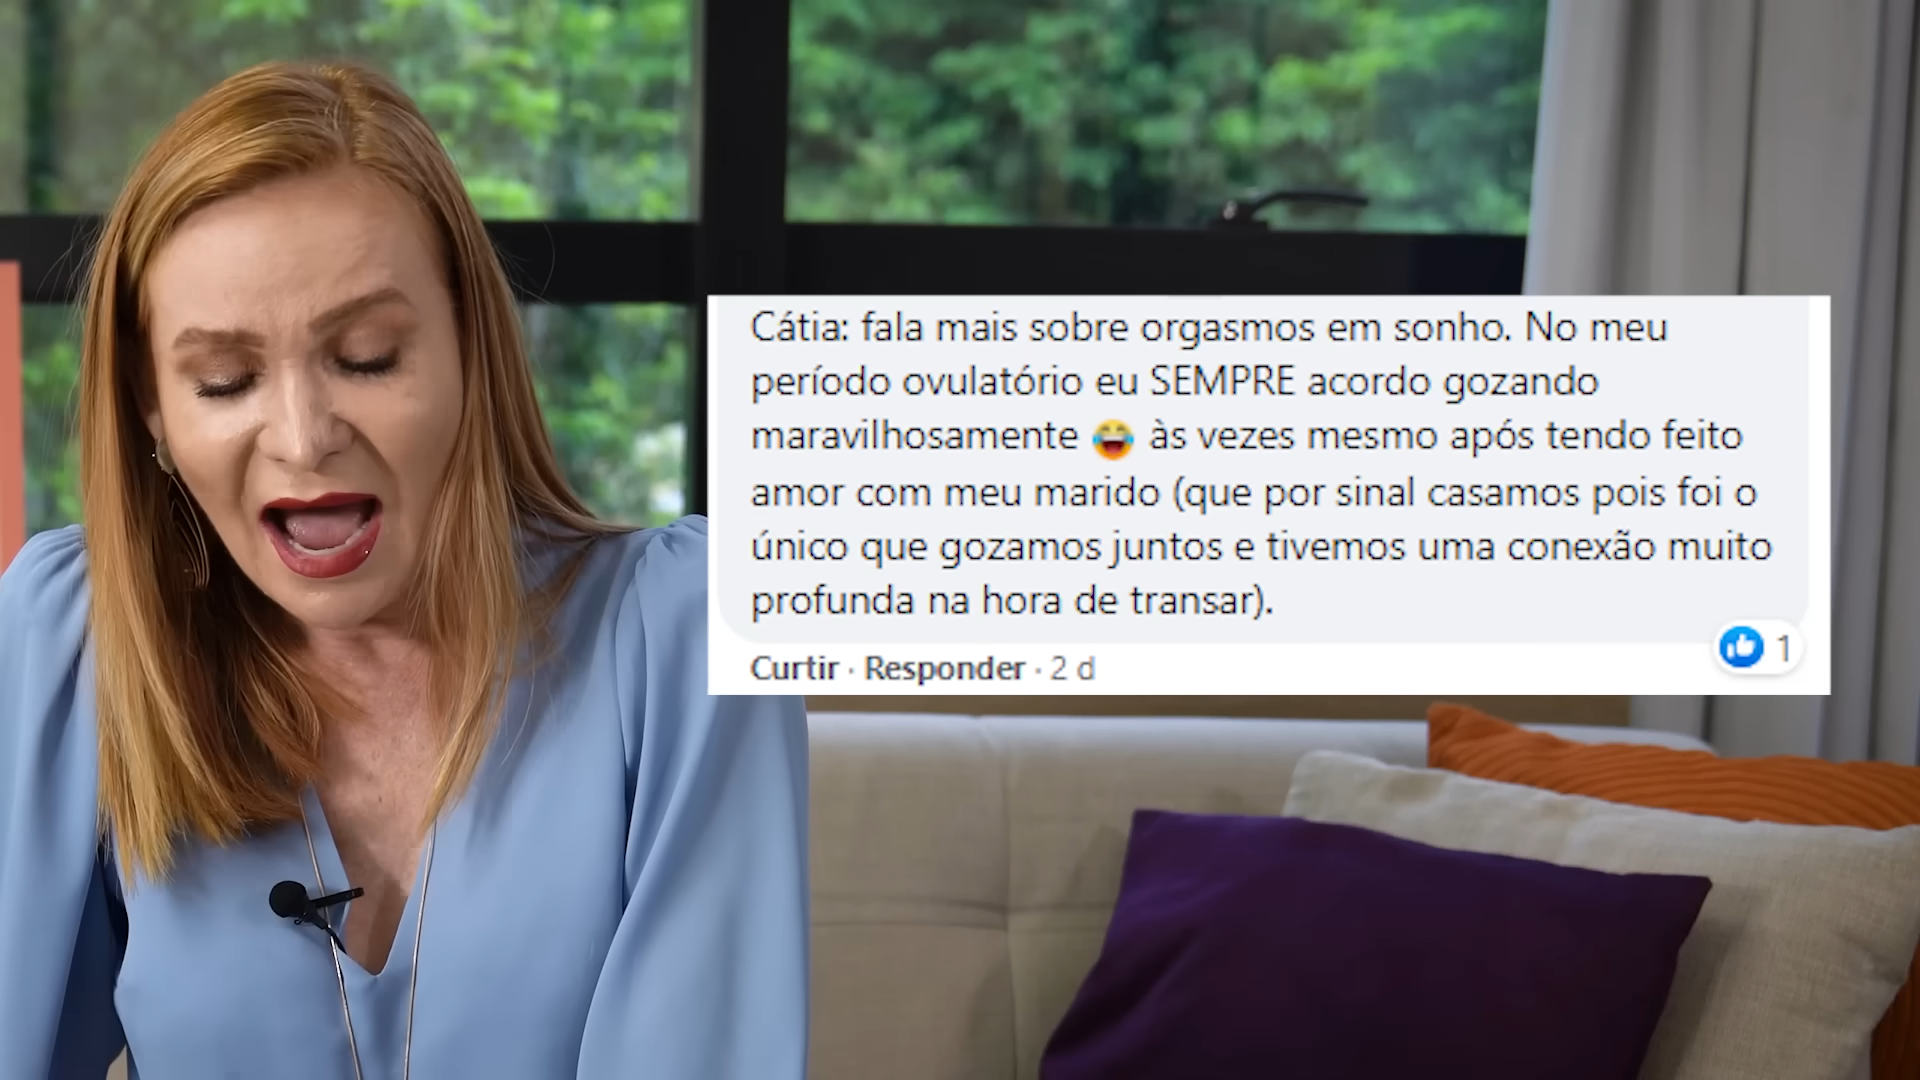 Cátia: fala mais sobre orgasmos em sonho. No meu
período ovulatório eu SEMPRE acordo gozando
maravilhosamente 😂 às vezes mesmo após tendo feito
amor com meu marido (que por sinal casamos pois foi o
único que gozamos juntos e tivemos uma conexão muito
profunda na hora de transar).
1
Curtir · Responder · 2 d